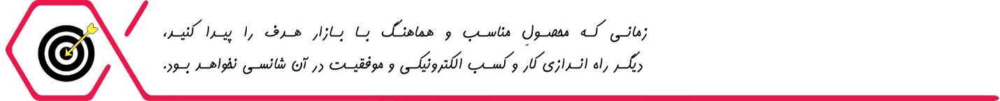 زمانی که محصولِ مناسب و هماهنگ با بازار هدف را پیدا کنید،
دیگر راه اندازی کار و کسب الکترونیکی و موفقیت در آن شانسی نخواهد بود.